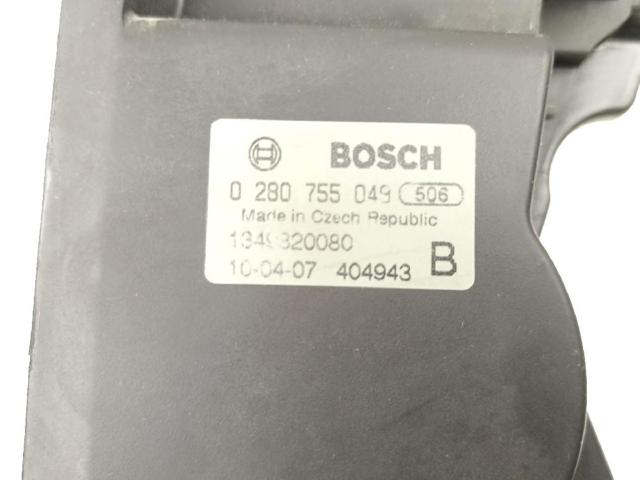 BOSCH
0 280 755 049 506
Made in Czech Republic
1349320080
10-04-07 404943 B